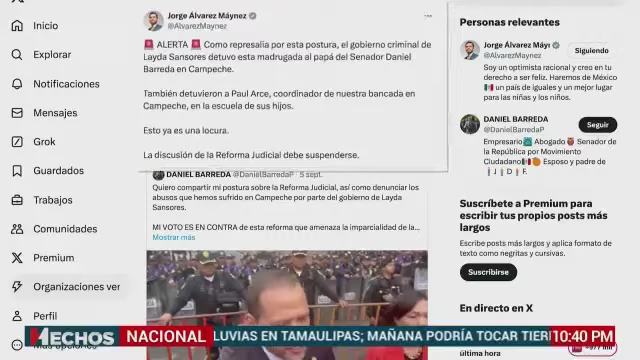 Inicio
Explorar
Notificaciones
Mensajes
Grok
Guardados
Trabajos
Comunidades
Premium
Organizaciones ver
Perfil
Más opciones
Jorge Álvarez Máynez
@AlvarezMaynez
🚨 ALERTA 🚨 Como represalia por esta postura, el gobierno criminal de
Layda Sansores detuvo esta madrugada al papá del Senador Daniel
Barreda en Campeche.
También detuvieron a Paul Arce, coordinador de nuestra bancada en
Campeche, en la escuela de sus hijos.
Esto ya es una locura.
La discusión de la Reforma Judicial debe suspenderse.
DANIEL BARREDA @DanielBarredaP · 5 sept.
Quiero compartir mi postura sobre la Reforma Judicial, así como denunciar los
abusos que hemos sufrido en Campeche por parte del gobierno de Layda
Sansores.
MI VOTO ES EN CONTRA de esta reforma que amenaza la imparcialidad de la...
Mostrar más
Personas relevantes
Jorge Álvarez Máy
@AlvarezMaynez
Siguiendo
Soy un optimista racional y creo en tu
derecho a ser feliz. Haremos de México
🇲🇽 un país de iguales y un mejor lugar
para las niñas y los niños.
DANIEL BARREDA
@DanielBarredaP
Seguir
Empresario Abogado Senador
de la República por Movimiento
Ciudadano🇲🇽🍊 Esposo y padre de
J D F.
Suscríbete a Premium para
escribir tus propios posts más
largos
Escribe posts más largos y aplica formato de
texto como negritas y cursivas.
Suscribirse
En directo en X
última hora
+977 mil
MECHOS NACIONAL LUVIAS EN TAMAULIPAS; MAÑANA PODRÍA TOCAR TIER 10:40 PM